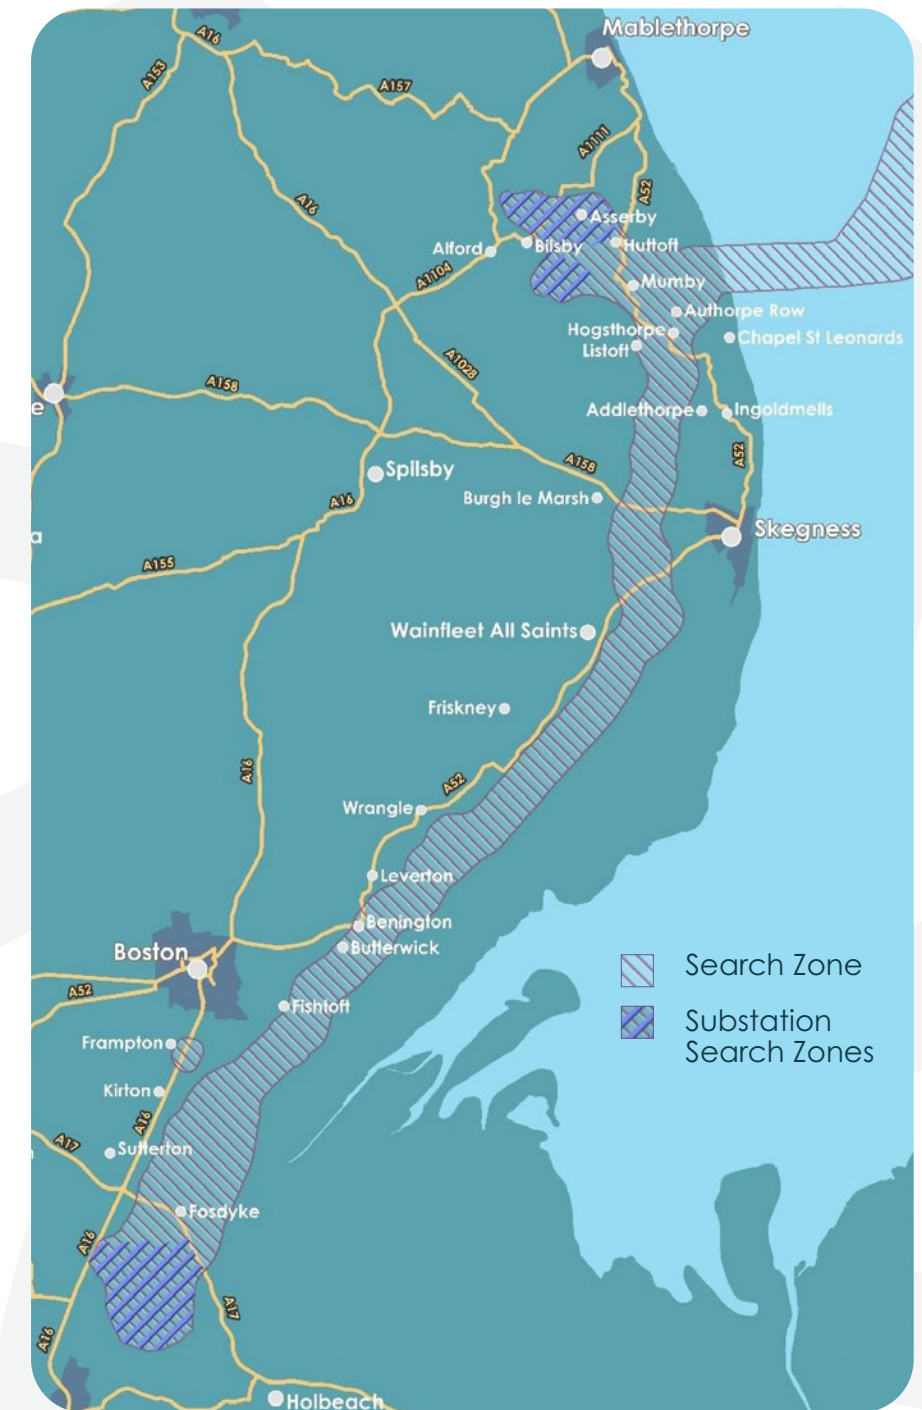 Mablethorpe
A16
A153
A157
A1111
A52
A16
Asserby
Alford
Bilsby
Huttoft
A1104
Mumby
Authorpe Row
Hogsthorpe
Listoft
Chapel St Leonards
A1028
A158
e
Addlethorpe
Ingoldmells
A52
Spilsby
A158
Burgh le Marsh
A16
Skegness
a
A155
Wainfleet All Saints
Friskney
A16
A52
Wrangle
Leverton
Benington
Butterwick
Boston
Search Zone
A52
Fishtoft
Substation
Search Zones
Frampton
Kirton
A16
A17
Sutterton
Fosdyke
A16
A17
A16
Holbeach